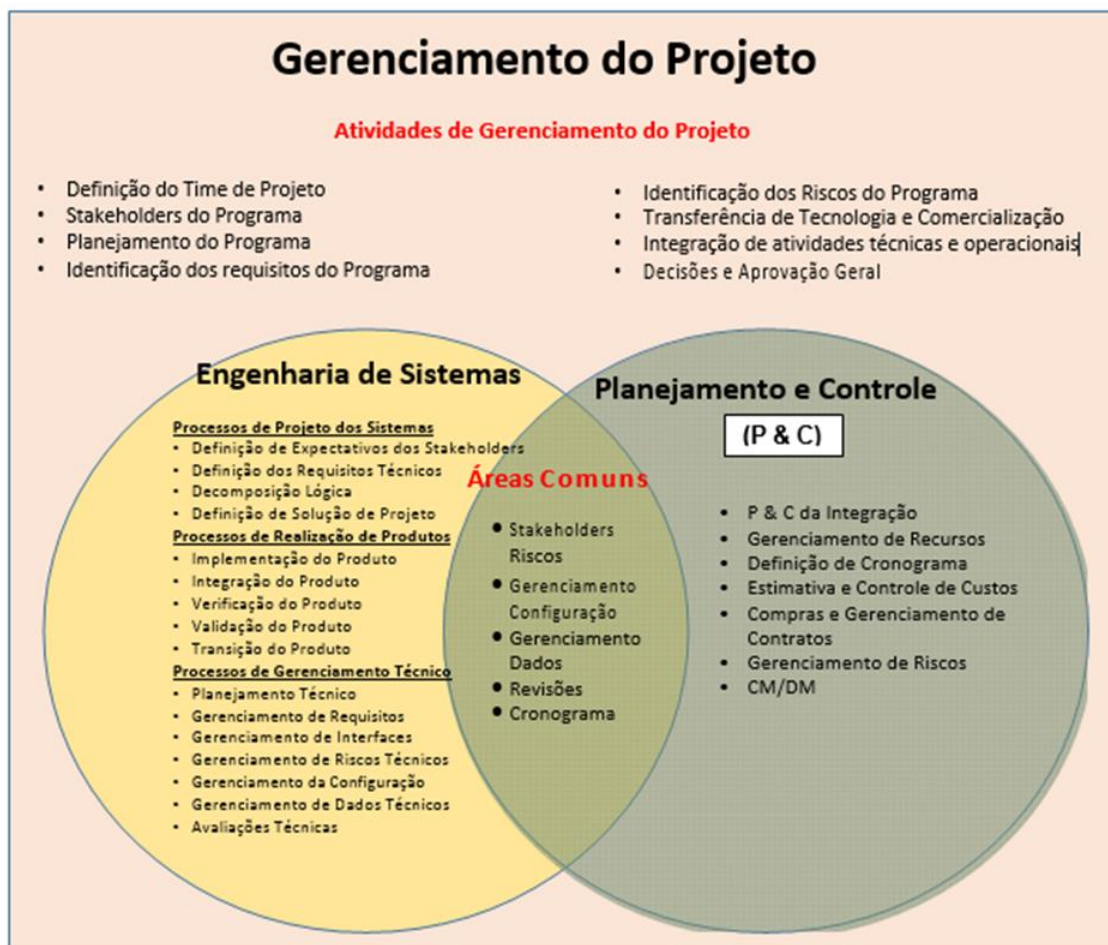 Gerenciamento do Projeto
Atividades de Gerenciamento do Projeto
• Definição do Time de Projeto
• Stakeholders do Programa
• Planejamento do Programa
• Identificação dos requisitos do Programa
• Identificação dos Riscos do Programa
• Transferência de Tecnologia e Comercialização
• Integração de atividades técnicas e operacionais
• Decisões e Aprovação Geral
Engenharia de Sistemas
Processos de Projeto dos Sistemas
• Definição de Expectativos dos Stakeholders
• Definição dos Requisitos Técnicos
• Decomposição Lógica
• Definição de Solução de Projeto
Processos de Realização de Produtos
• Implementação do Produto
• Integração do Produto
• Verificação do Produto
• Validação do Produto
• Transição do Produto
Processos de Gerenciamento Técnico
• Planejamento Técnico
• Gerenciamento de Requisitos
• Gerenciamento de Interfaces
• Gerenciamento de Riscos Técnicos
• Gerenciamento da Configuração
• Gerenciamento de Dados Técnicos
• Avaliações Técnicas
Áreas Comuns
• Stakeholders
Riscos
• Gerenciamento
Configuração
• Gerenciamento
Dados
• Revisões
• Cronograma
Planejamento e Controle
(P & C)
• P & C da Integração
• Gerenciamento de Recursos
• Definição de Cronograma
• Estimativa e Controle de Custos
• Compras e Gerenciamento de
Contratos
• Gerenciamento de Riscos
• CM/DM